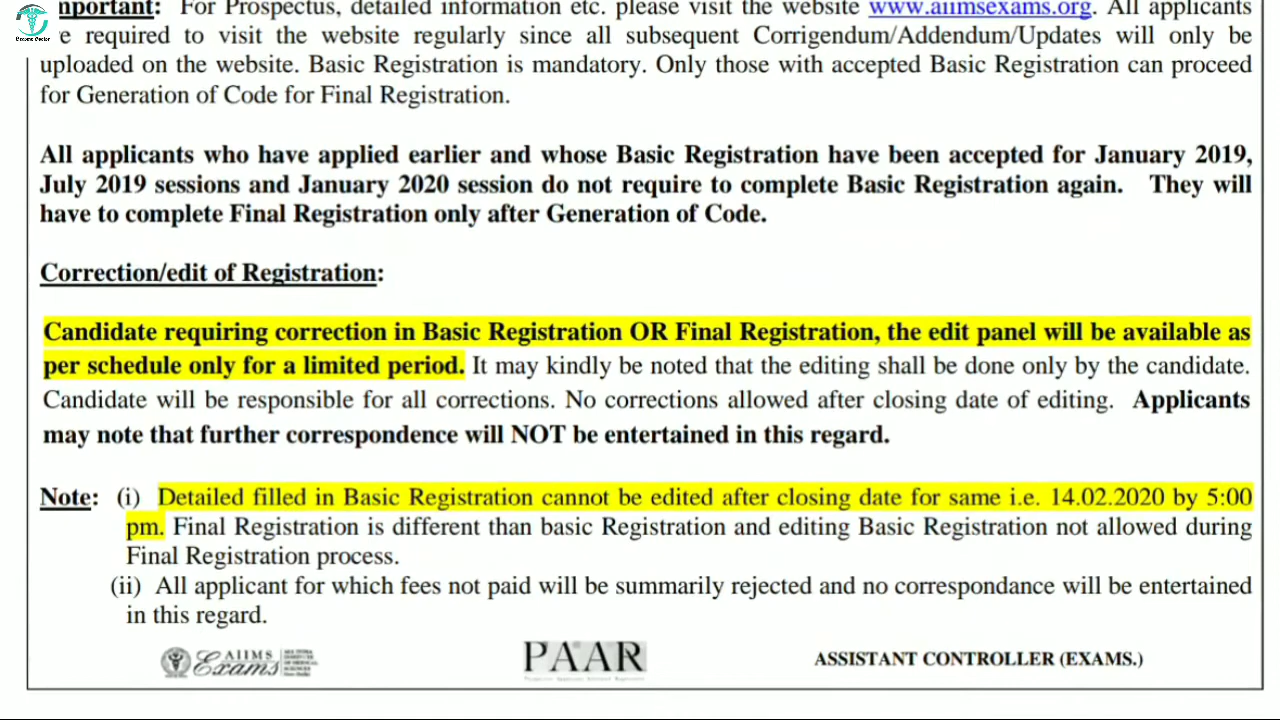 mportant: For Prospectus, detailed information etc. please visit the website www.aiimsexams.org. All applicants
e required to visit the website regularly since all subsequent Corrigendum/Addendum/Updates will only be
uploaded on the website. Basic Registration is mandatory. Only those with accepted Basic Registration can proceed
for Generation of Code for Final Registration.
All applicants who have applied earlier and whose Basic Registration have been accepted for January 2019,
July 2019 sessions and January 2020 session do not require to complete Basic Registration again. They will
have to complete Final Registration only after Generation of Code.
Correction/edit of Registration:
Candidate requiring correction in Basic Registration OR Final Registration, the edit panel will be available as
per schedule only for a limited period. It may kindly be noted that the editing shall be done only by the candidate.
Candidate will be responsible for all corrections. No corrections allowed after closing date of editing. Applicants
may note that further correspondence will NOT be entertained in this regard.
Note: (i) Detailed filled in Basic Registration cannot be edited after closing date for same i.e. 14.02.2020 by 5:00
pm. Final Registration is different than basic Registration and editing Basic Registration not allowed during
Final Registration process.
(ii) All applicant for which fees not paid will be summarily rejected and no correspondance will be entertained
in this regard.
AIIMS
Exams
PAAR
ASSISTANT CONTROLLER (EXAMS.)